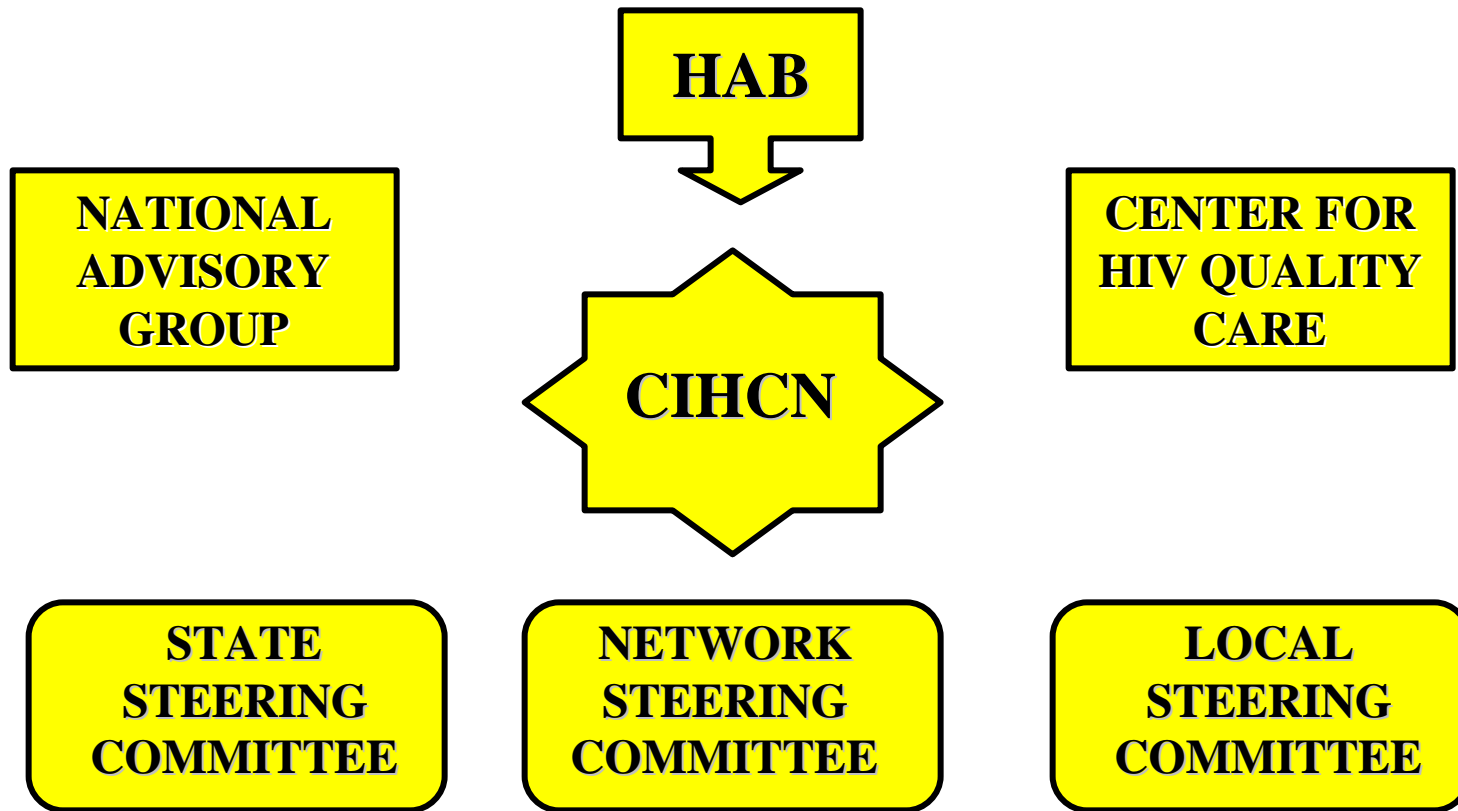 HAB
NATIONAL
ADVISORY
GROUP
CENTER FOR
HIV QUALITY
CARE
CIHCN
STATE
STEERING
COMMITTEE
NETWORK
STEERING
COMMITTEE
LOCAL
STEERING
COMMITTEE